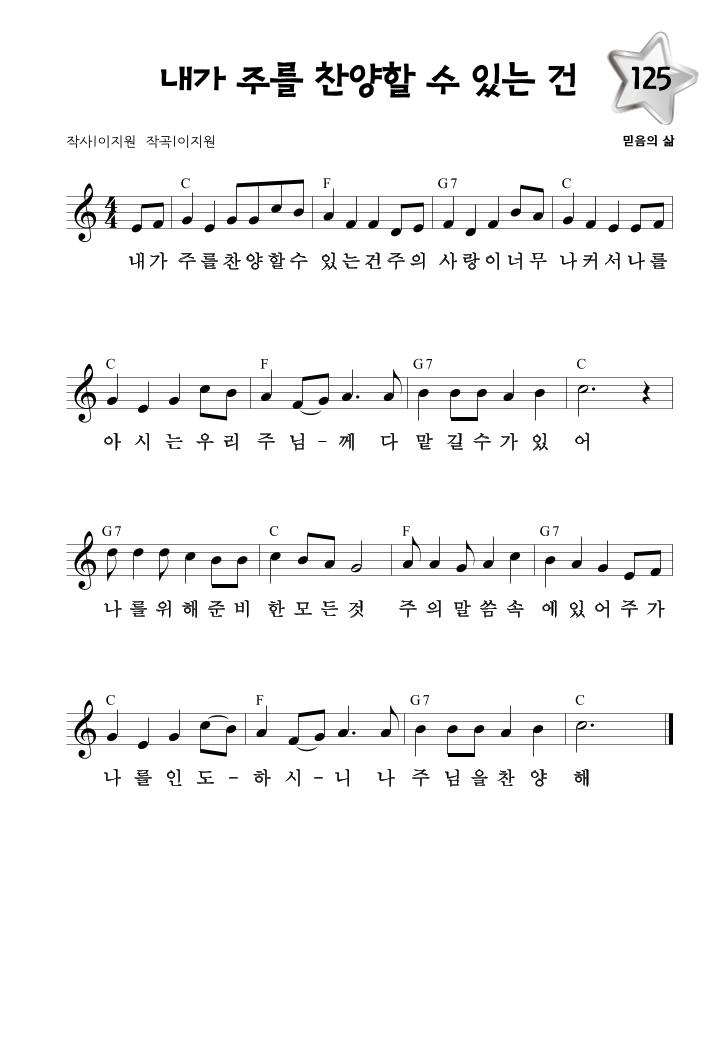 내가 주를 찬양할 수 있는 건
125
작사|이지원 작곡|이지원
믿음의 삶
C F G7 C
4
4
내가 주를찬양할수 있는건주의 사랑이너무 나커서나를
C F G7 C
아 시 는 우 리 주 님 - 께 다 맡 길 수 가 있 어
G7 C F G7
나 를 위 해 준 비 한 모 든 것 주 의 말 씀 속 에 있 어 주 가
C F G7 C
나 를 인 도 - 하 시 - 니 나 주 님 을 찬 양 해